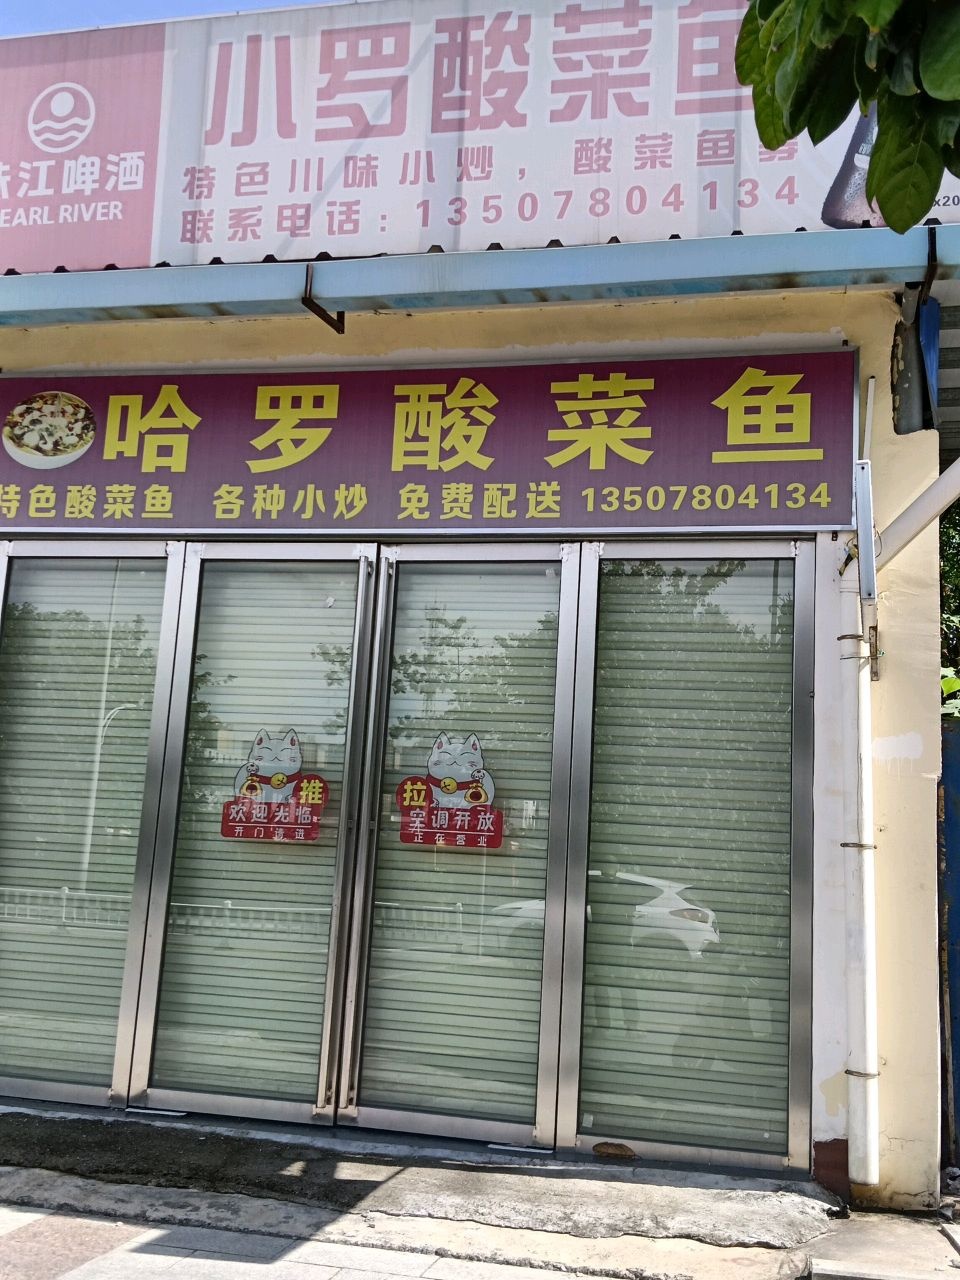 小罗酸菜鱼
江啤酒
EARL RIVER
特色川味小炒，酸菜鱼
联系电话：13507804134
哈罗酸菜鱼
特色酸菜鱼 各种小炒 免费配送 13507804134
推
欢迎光临
开门请进
拉
空调开放
正在营业